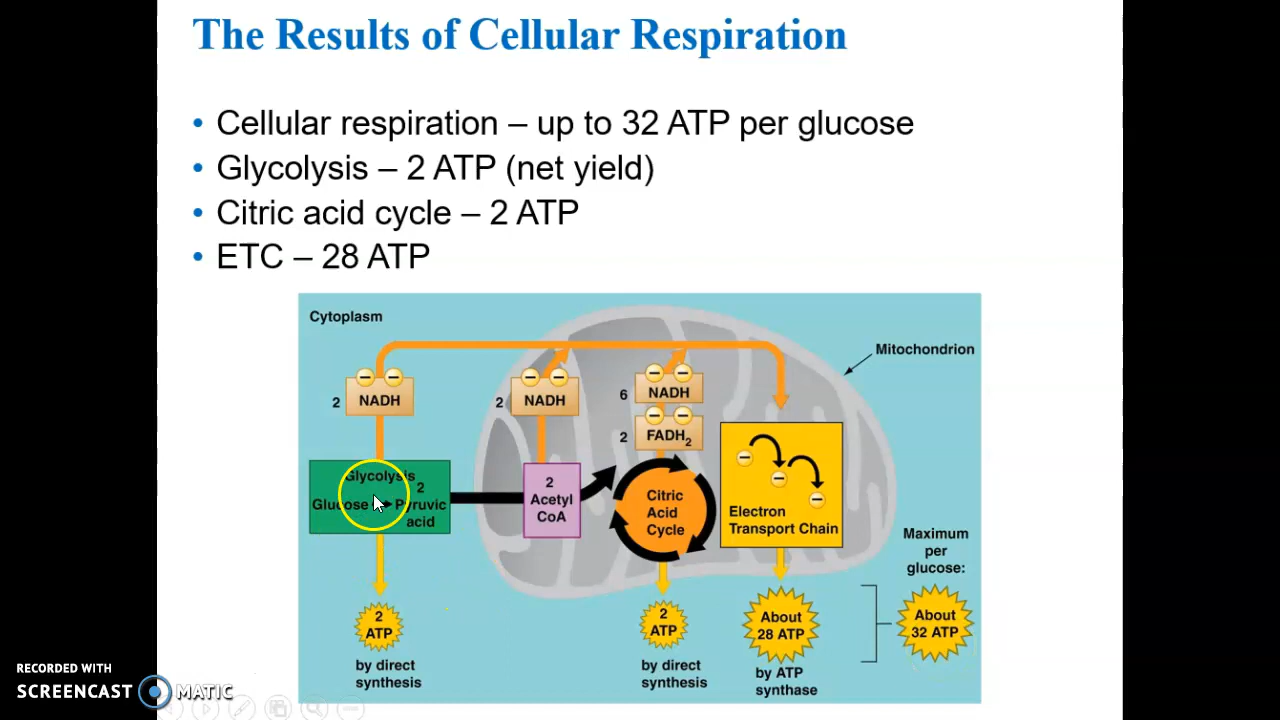 The Results of Cellular Respiration
• Cellular respiration – up to 32 ATP per glucose
• Glycolysis – 2 ATP (net yield)
• Citric acid cycle – 2 ATP
• ETC – 28 ATP
Cytoplasm
Mitochondrion
2 NADH
2 NADH
6 NADH
2 FADH2
Glycolysis
2
Glucose Pyruvic
acid
2
Acetyl
CoA
Citric
Acid
Cycle
Electron
Transport Chain
Maximum
per
glucose:
2
ATP
by direct
synthesis
2
ATP
by direct
synthesis
About
28 ATP
by ATP
synthase
About
32 ATP
RECORDED WITH
SCREENCAST MATIC